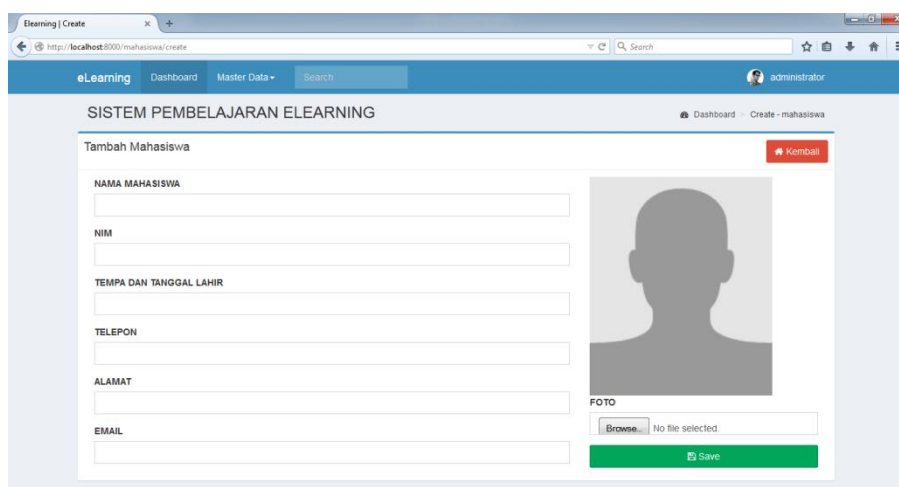 Elearning | Create
http://localhost:8000/mahasiswa/create
Search
eLearning Dashboard Master Data Search administrator
SISTEM PEMBELAJARAN ELEARNING
Dashboard > Create - mahasiswa
Tambah Mahasiswa
Kembali
NAMA MAHASISWA
NIM
TEMPA DAN TANGGAL LAHIR
TELEPON
ALAMAT
EMAIL
FOTO
Browse... No file selected.
Save